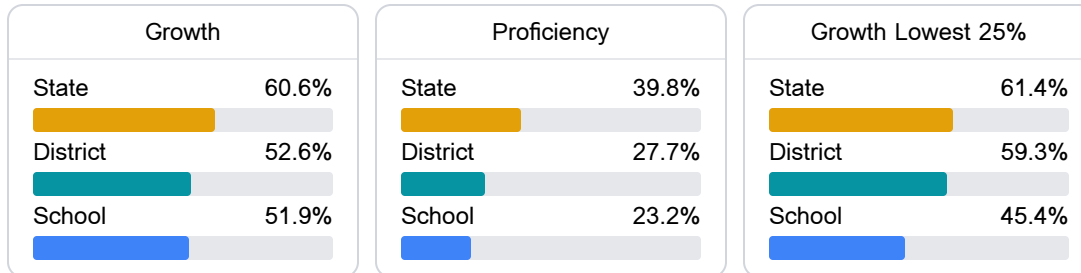 Growth
State 60.6%
District 52.6%
School 51.9%
Proficiency
State 39.8%
District 27.7%
School 23.2%
Growth Lowest 25%
State 61.4%
District 59.3%
School 45.4%